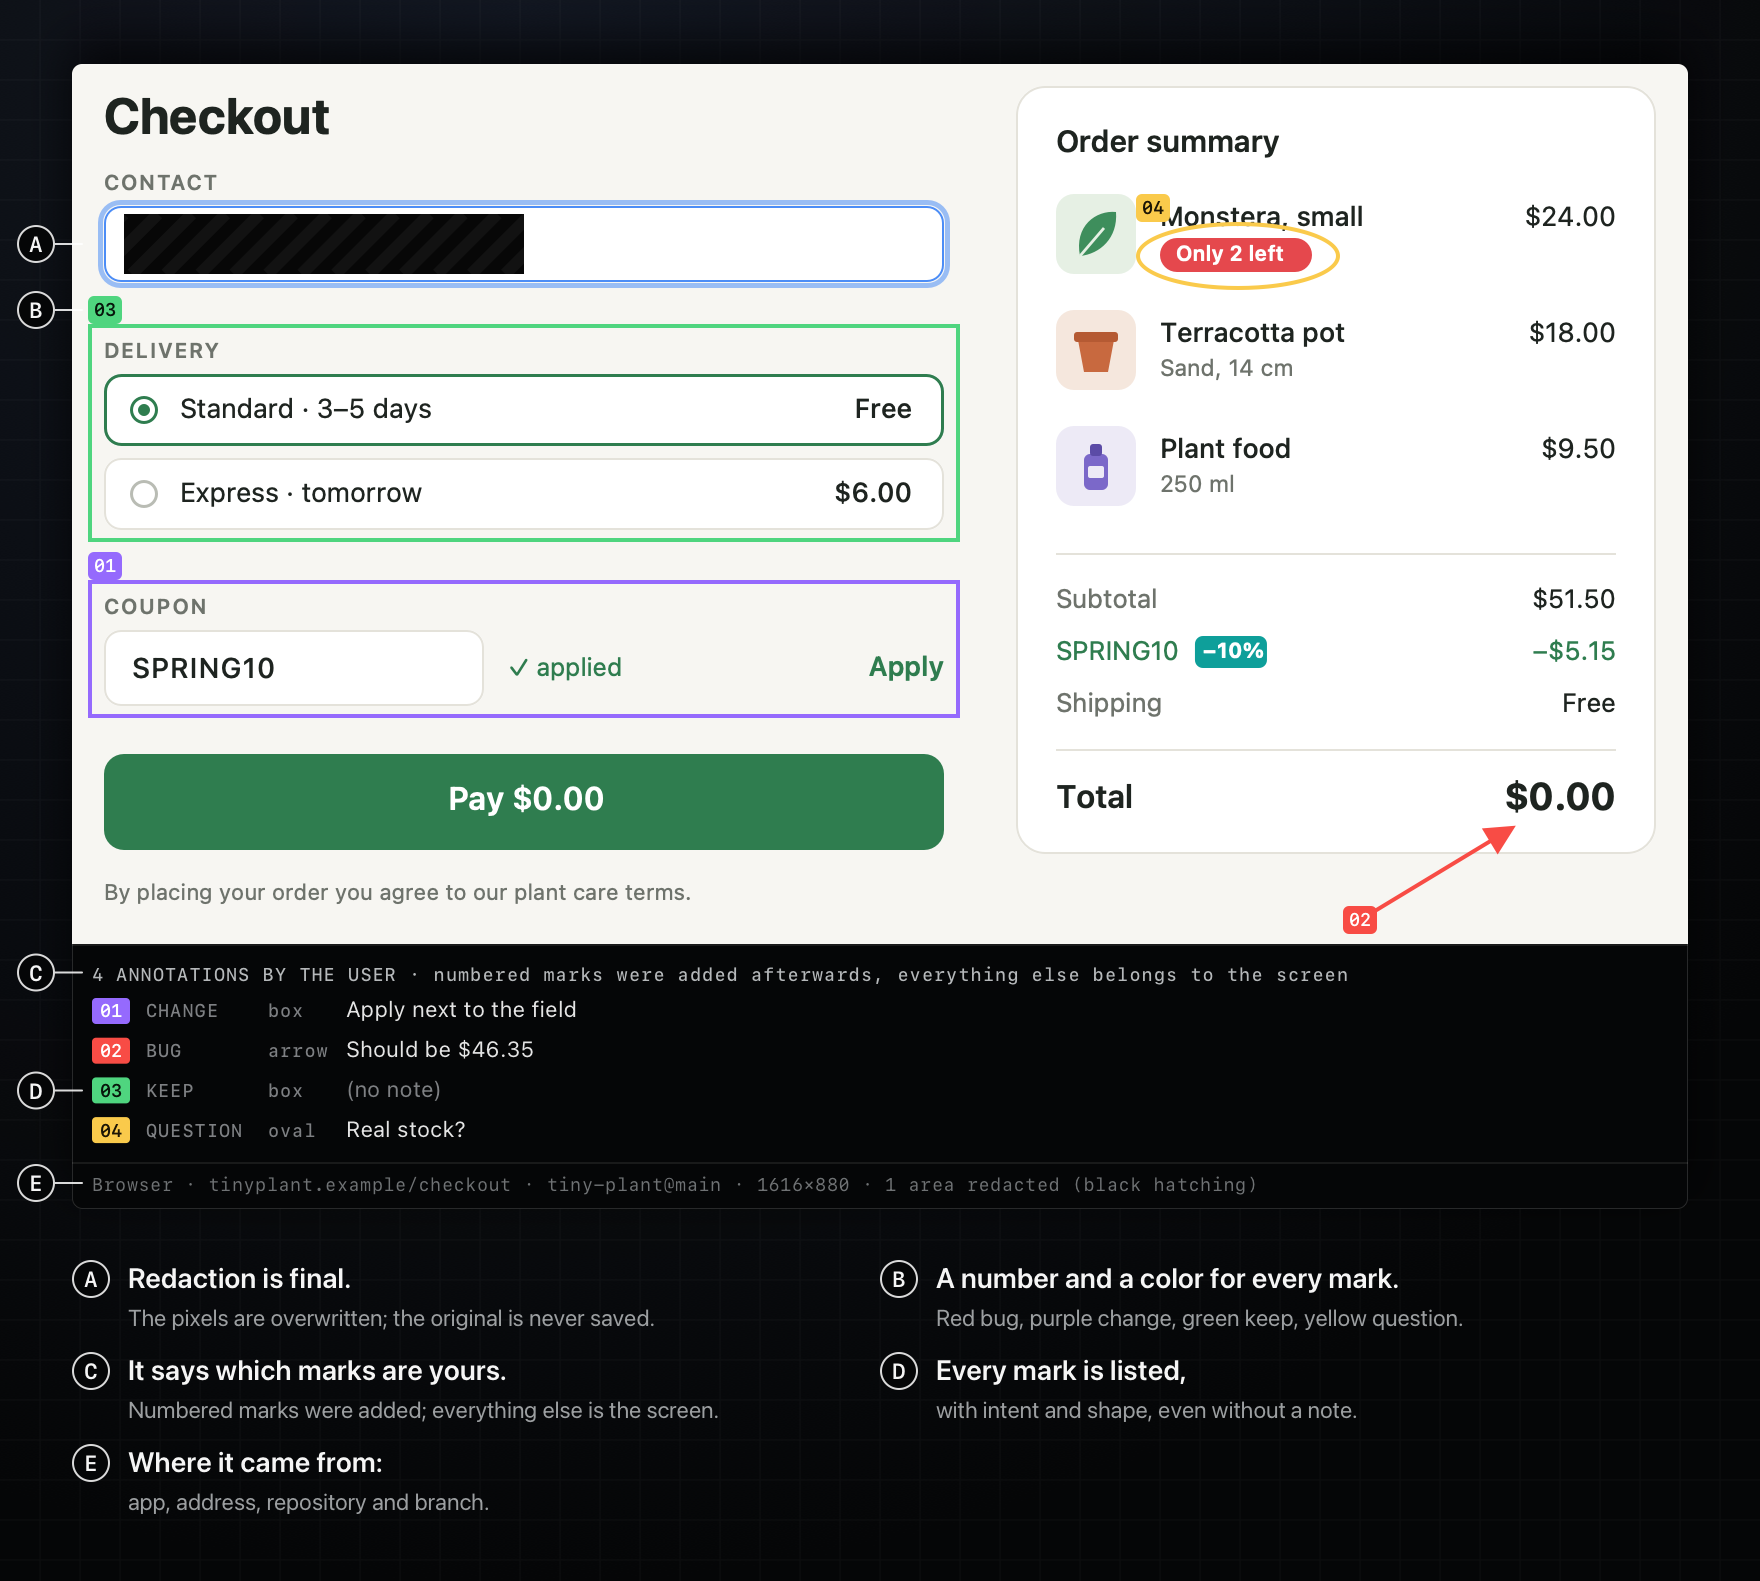 Checkout
CONTACT
A
B
03
DELIVERY
Standard · 3–5 days Free
Express · tomorrow $6.00
01
COUPON
SPRING10 ✓ applied Apply
Pay $0.00
By placing your order you agree to our plant care terms.
Order summary
04
Monstera, small $24.00
Only 2 left
Terracotta pot $18.00
Sand, 14 cm
Plant food $9.50
250 ml
Subtotal $51.50
SPRING10 −10% −$5.15
Shipping Free
Total $0.00
02
C 4 ANNOTATIONS BY THE USER · numbered marks were added afterwards, everything else belongs to the screen
01 CHANGE box Apply next to the field
02 BUG arrow Should be $46.35
D 03 KEEP box (no note)
04 QUESTION oval Real stock?
E Browser · tinyplant.example/checkout · tiny-plant@main · 1616×880 · 1 area redacted (black hatching)
A Redaction is final.
The pixels are overwritten; the original is never saved.
B A number and a color for every mark.
Red bug, purple change, green keep, yellow question.
C It says which marks are yours.
Numbered marks were added; everything else is the screen.
D Every mark is listed,
with intent and shape, even without a note.
E Where it came from:
app, address, repository and branch.